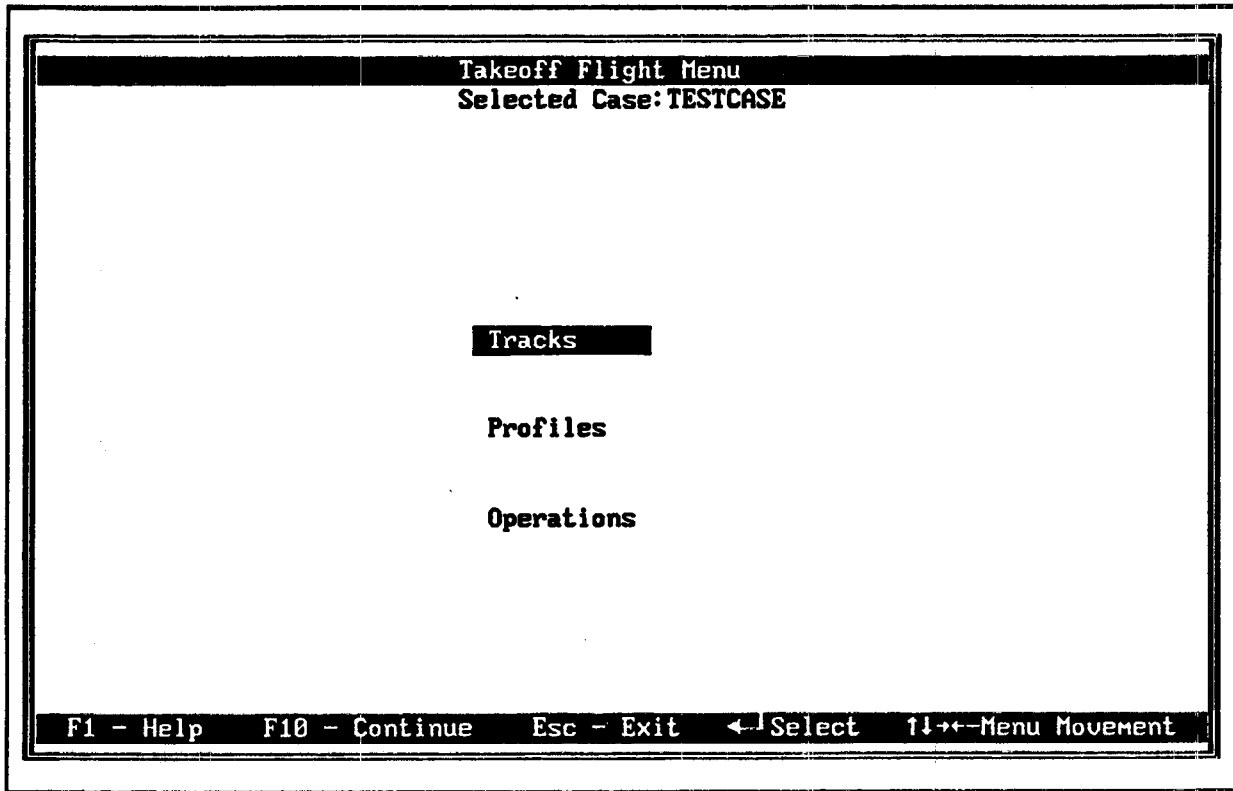 Takeoff Flight Menu
Selected Case:TESTCASE
Tracks
Profiles
Operations
F1 - Help F10 - Continue Esc - Exit ←┘Select ↑↓→←-Menu Movement